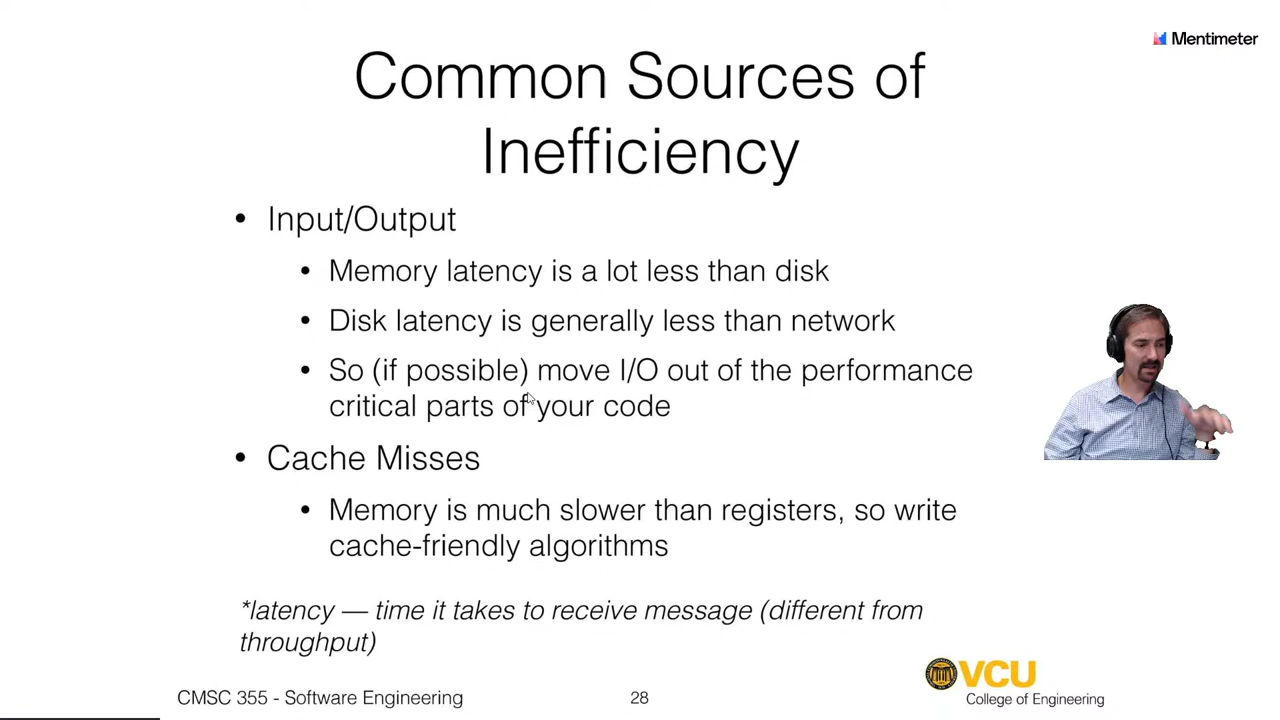 Mentimeter
Common Sources of
Inefficiency
• Input/Output
• Memory latency is a lot less than disk
• Disk latency is generally less than network
• So (if possible) move I/O out of the performance
critical parts of your code
• Cache Misses
• Memory is much slower than registers, so write
cache-friendly algorithms
*latency — time it takes to receive message (different from
throughput)
CMSC 355 - Software Engineering
28
VCU
College of Engineering